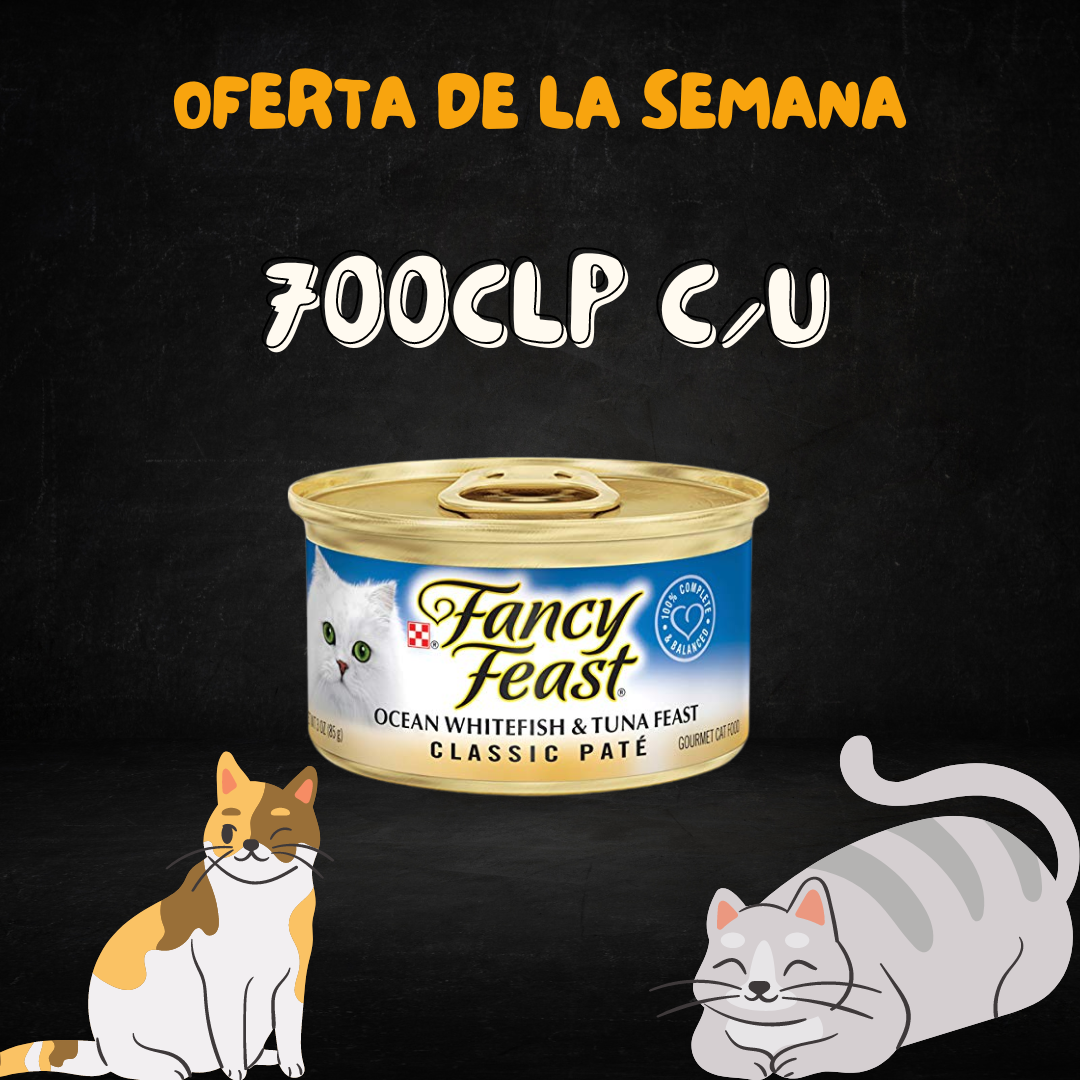 OFERTA DE LA SEMANA
700CLP C/U
Fancy
Feast®
100% COMPLETE
& BALANCED
OCEAN WHITEFISH & TUNA FEAST
CLASSIC PATÉ
WT 3 OZ (85 g)
GOURMET CAT FOOD